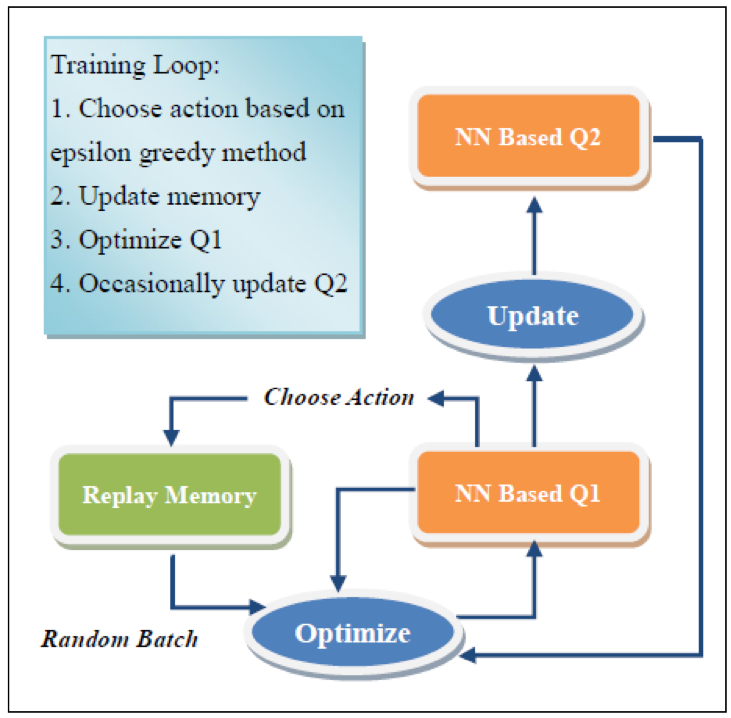 Training Loop:
1. Choose action based on
epsilon greedy method
2. Update memory
3. Optimize Q1
4. Occasionally update Q2
NN Based Q2
Update
Choose Action
Replay Memory
NN Based Q1
Optimize
Random Batch